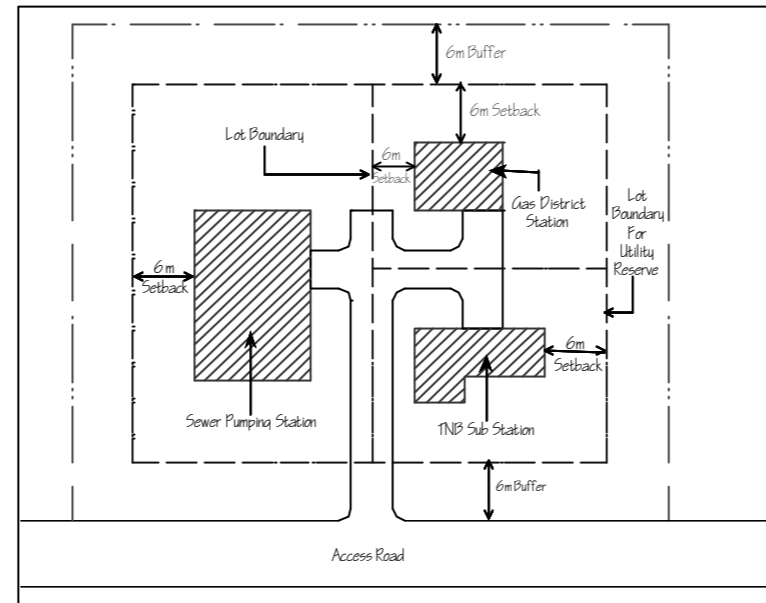 6m Buffer
6m Setback
Lot Boundary
6m
Setback
Gas District
Station
Lot
Boundary
For
Utility
Reserve
6m
Setback
6m
Setback
Sewer Pumping Station
TNB Sub Station
6m Buffer
Access Road